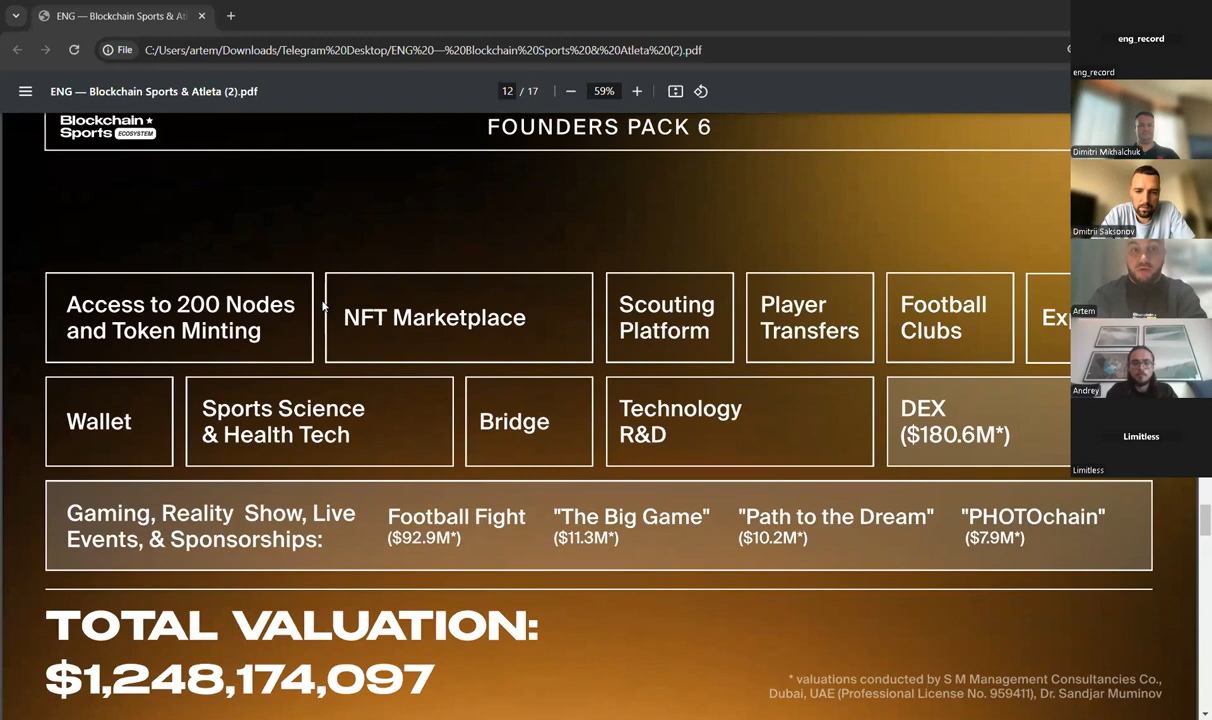 ENG — Blockchain Sports & Atl
File
C:/Users/artem/Downloads/Telegram%20Desktop/ENG%20—%20Blockchain%20Sports%20&%20Atleta%20(2).pdf
ENG — Blockchain Sports & Atleta (2).pdf
12 / 17
59%
Blockchain
Sports ECOSYSTEM
FOUNDERS PACK 6
Access to 200 Nodes
and Token Minting
NFT Marketplace
Scouting
Platform
Player
Transfers
Football
Clubs
Wallet
Sports Science
& Health Tech
Bridge
Technology
R&D
DEX
($180.6M*)
Gaming, Reality Show, Live
Events, & Sponsorships:
Football Fight
($92.9M*)
"The Big Game"
($11.3M*)
"Path to the Dream"
($10.2M*)
"PHOTOchain"
($7.9M*)
TOTAL VALUATION:
$1,248,174,097
* valuations conducted by S M Management Consultancies Co.,
Dubai, UAE (Professional License No. 959411), Dr. Sandjar Muminov
eng_record
eng_record
Dimitri Mikhalchuk
Dmitrii Saksonov
Artem
Andrey
Limitless
Limitless